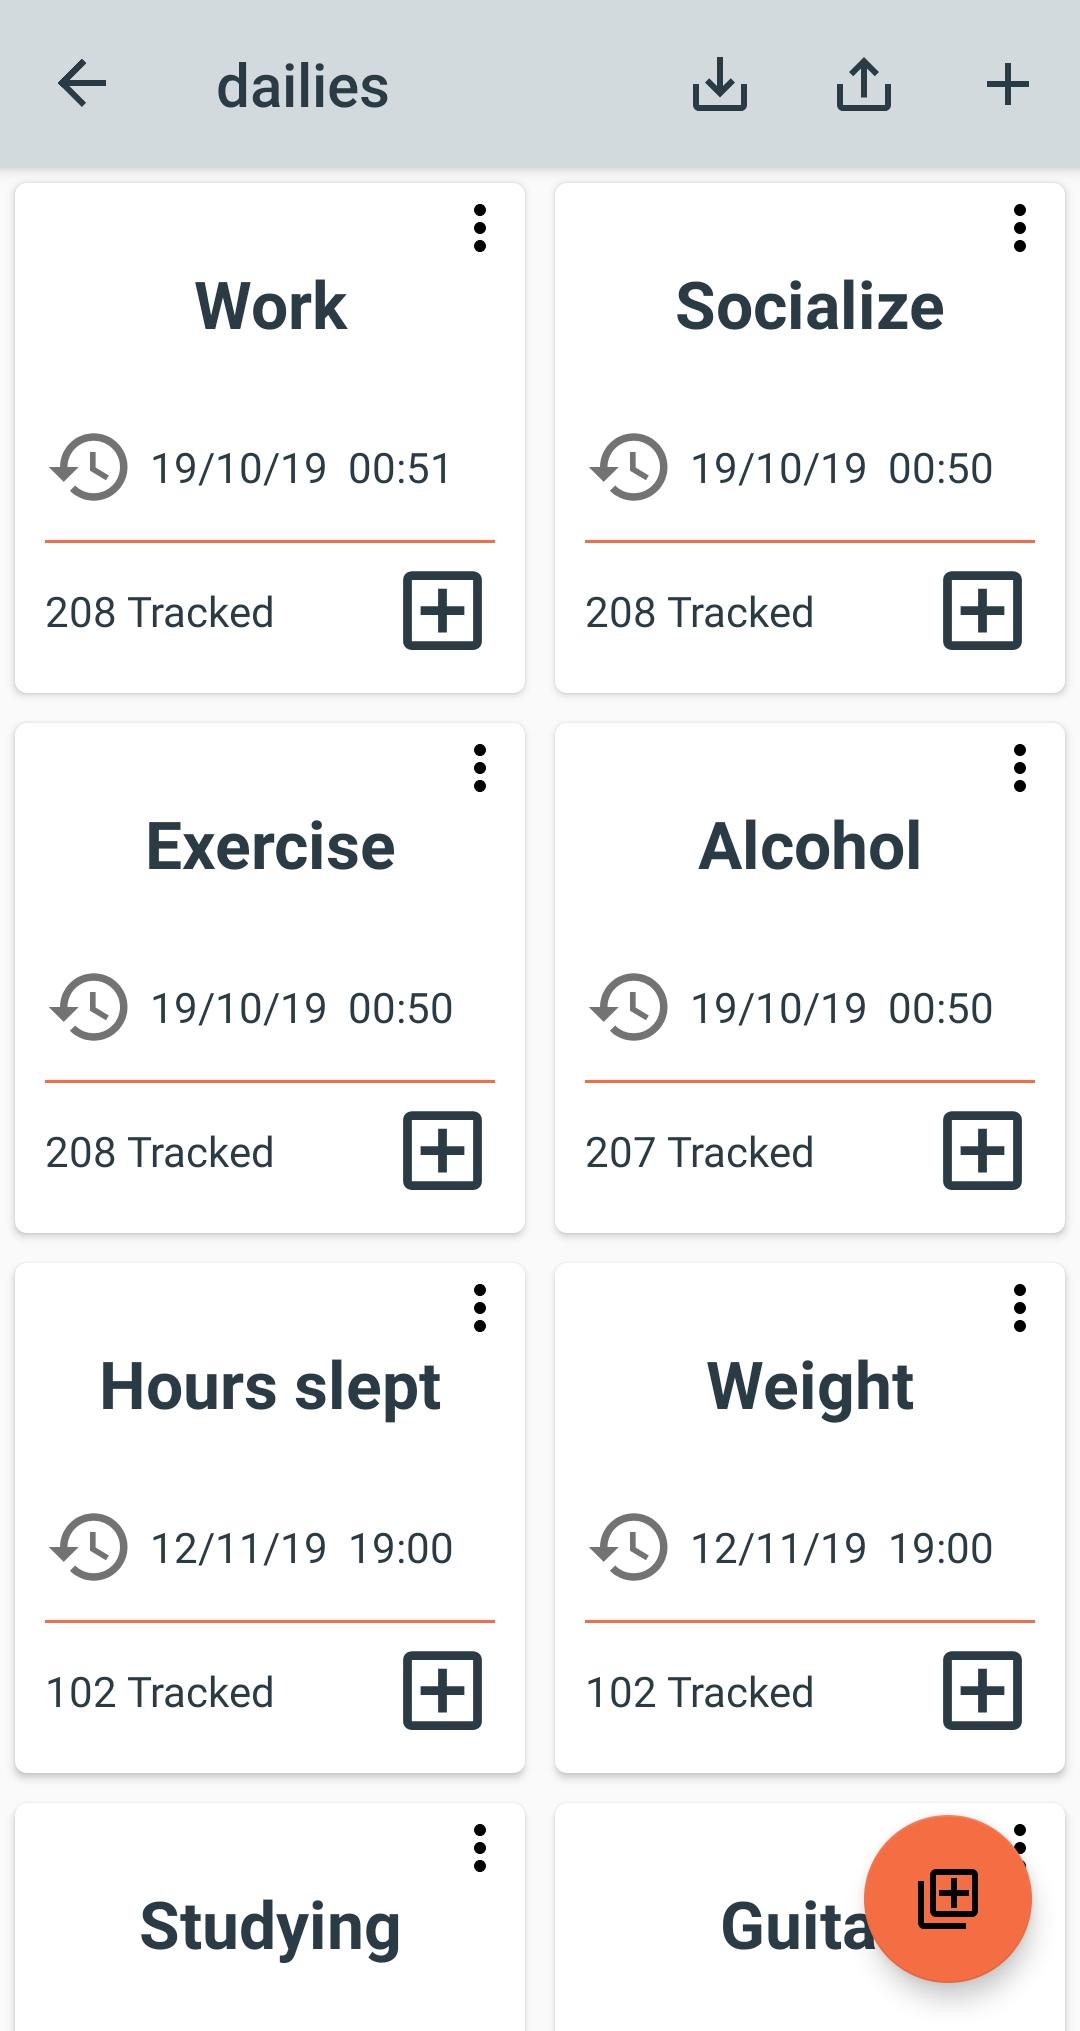 dailies
Work
Socialize
19/10/19 00:51
19/10/19 00:50
208 Tracked
208 Tracked
Exercise
Alcohol
19/10/19 00:50
19/10/19 00:50
208 Tracked
207 Tracked
Hours slept
Weight
12/11/19 19:00
12/11/19 19:00
102 Tracked
102 Tracked
Studying